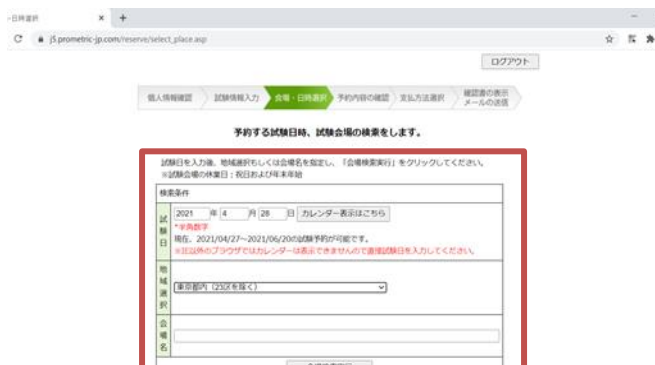 日時選択
j5.prometric-jp.com/reserve/select_place.asp
ログアウト
個人情報確認 試験情報入力 会場・日時選択 予約内容の確認 支払方法選択 確認書の表示
メールの送信
予約する試験日時、試験会場の検索をします。
試験日を入力後、地域選択もしくは会場名を指定し、「会場検索実行」をクリックしてください。
※試験会場の休業日：祝日および年末年始
検索条件
試験日
2021 年 4 月 28 日 カレンダー表示はこちら
*半角数字
現在、2021/04/27～2021/06/20の試験予約が可能です。
※IE以外のブラウザではカレンダーは表示できませんので直接試験日を入力してください。
地域選択
東京都内（23区を除く）
会場名